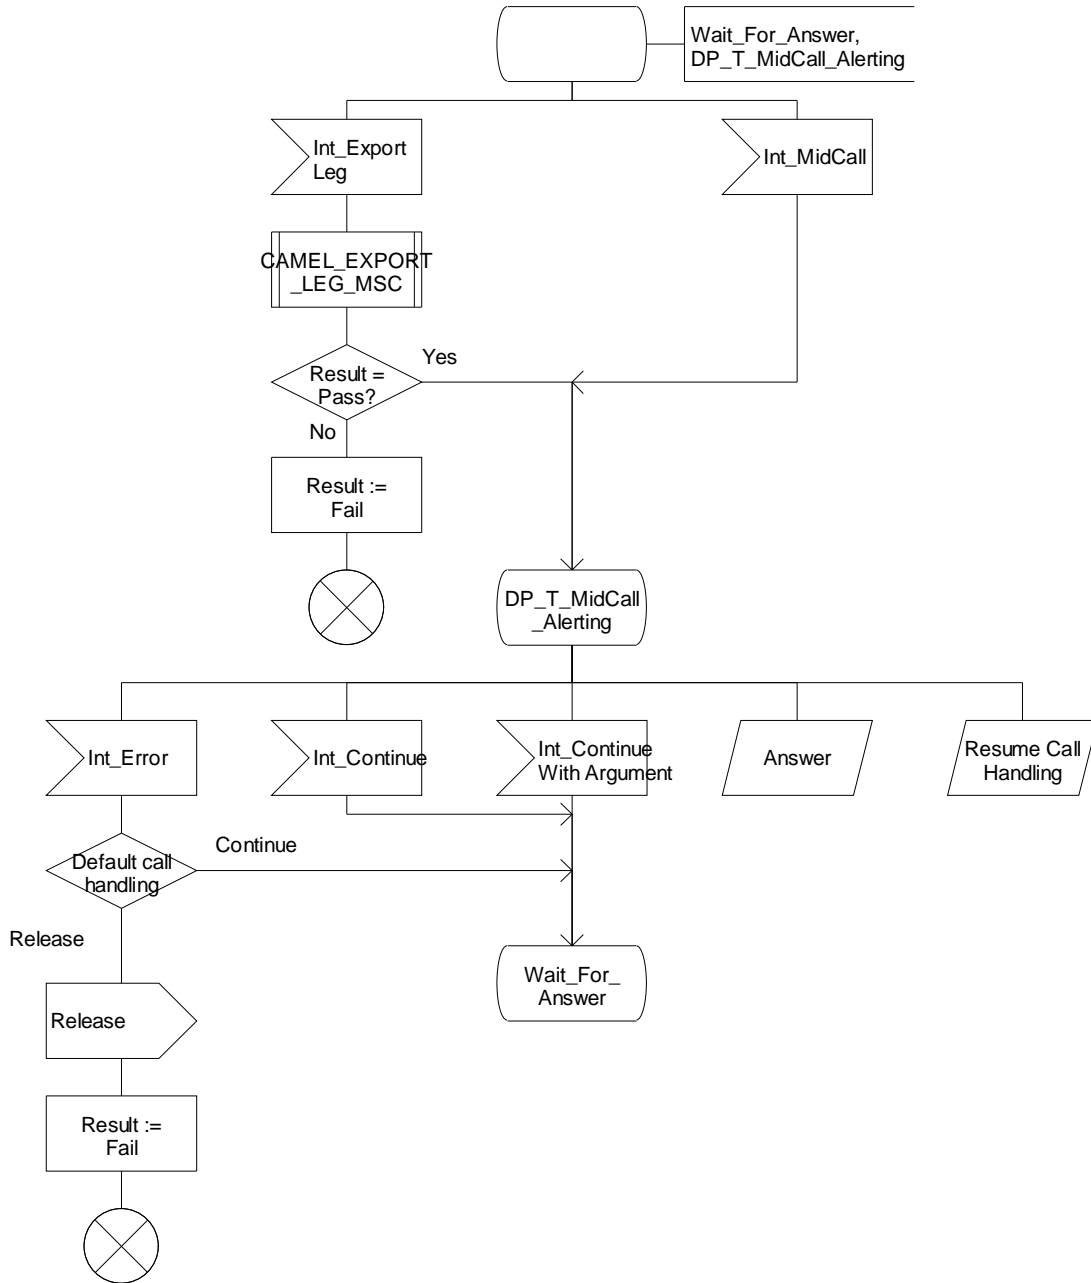 Wait_For_Answer,
DP_T_MidCall_Alerting
Int_Export
Leg
Int_MidCall
CAMEL_EXPORT
_LEG_MSC
Yes
Result =
Pass?
No
Result :=
Fail
DP_T_MidCall
_Alerting
Int_Error
Int_Continue
Int_Continue
With Argument
Answer
Resume Call
Handling
Continue
Default call
handling
Release
Wait_For_
Answer
Release
Result :=
Fail